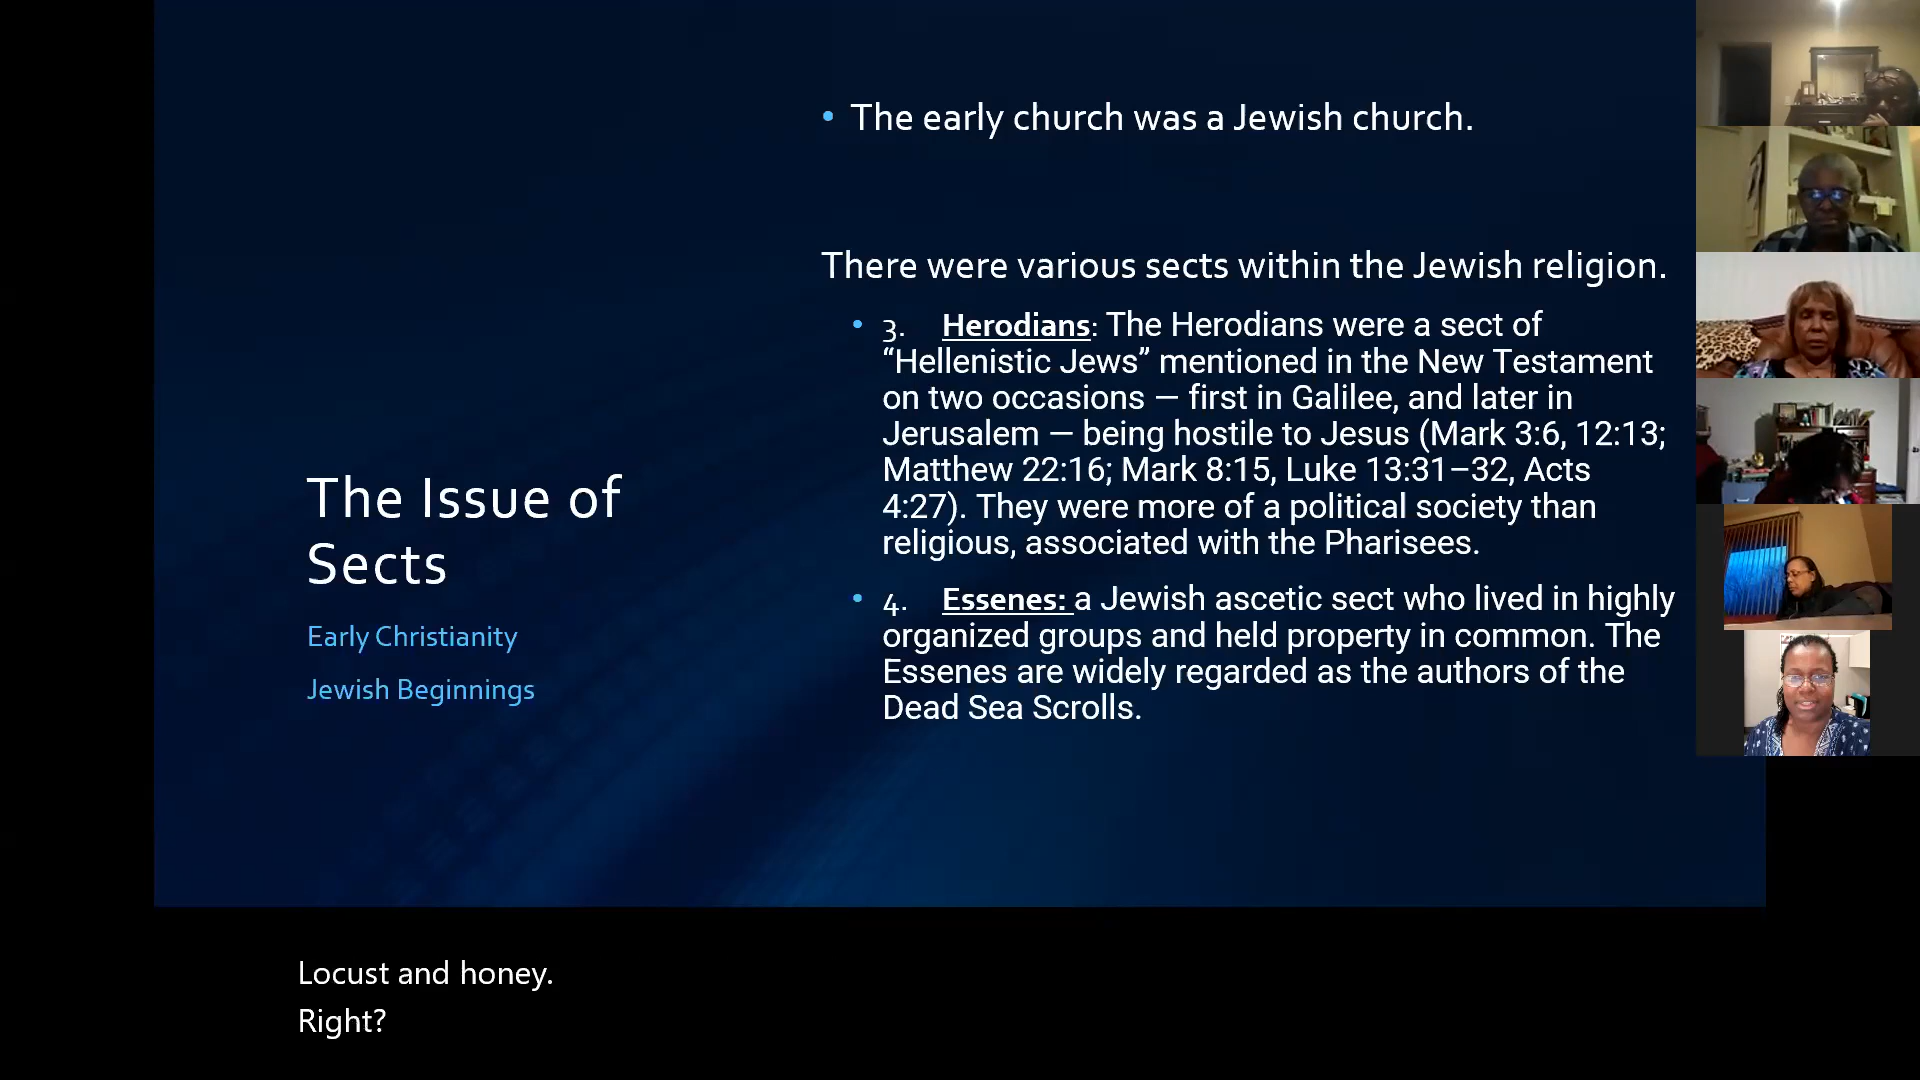 The Issue of
Sects
Early Christianity
Jewish Beginnings
• The early church was a Jewish church.
There were various sects within the Jewish religion.
• 3. Herodians: The Herodians were a sect of
“Hellenistic Jews” mentioned in the New Testament
on two occasions — first in Galilee, and later in
Jerusalem — being hostile to Jesus (Mark 3:6, 12:13;
Matthew 22:16; Mark 8:15, Luke 13:31–32, Acts
4:27). They were more of a political society than
religious, associated with the Pharisees.
• 4. Essenes: a Jewish ascetic sect who lived in highly
organized groups and held property in common. The
Essenes are widely regarded as the authors of the
Dead Sea Scrolls.
Locust and honey.
Right?